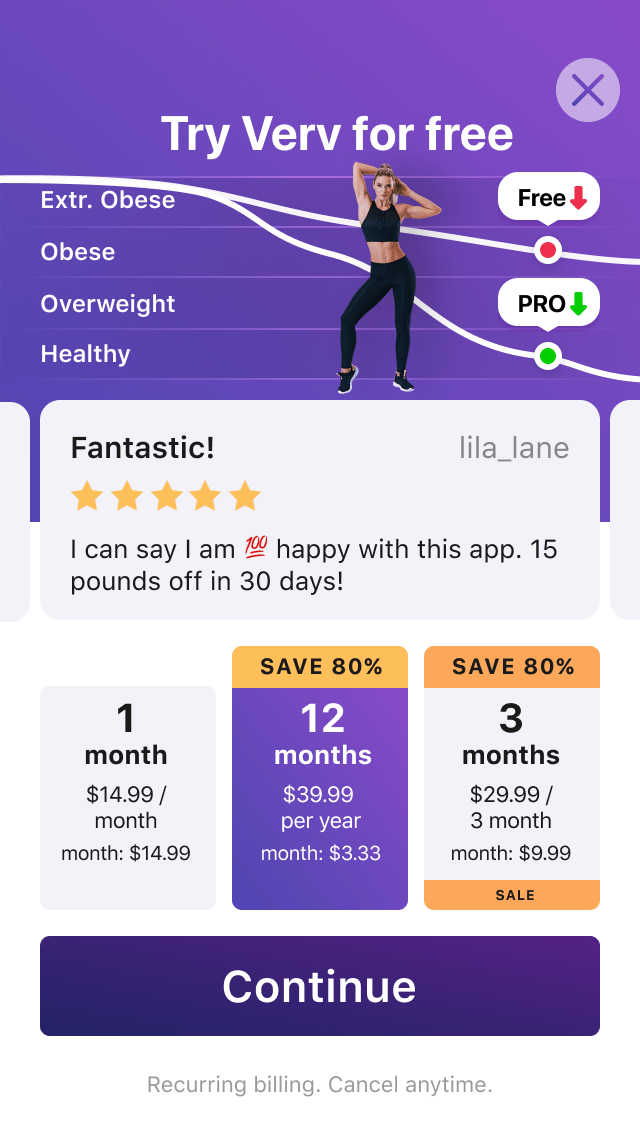 Try Verv for free
Extr. Obese
Free
Obese
Overweight
PRO
Healthy
Fantastic!
lila_lane
I can say I am 💯 happy with this app. 15
pounds off in 30 days!
1
month
$14.99 /
month
month: $14.99
SAVE 80%
12
months
$39.99
per year
month: $3.33
SAVE 80%
3
months
$29.99 /
3 month
month: $9.99
SALE
Continue
Recurring billing. Cancel anytime.